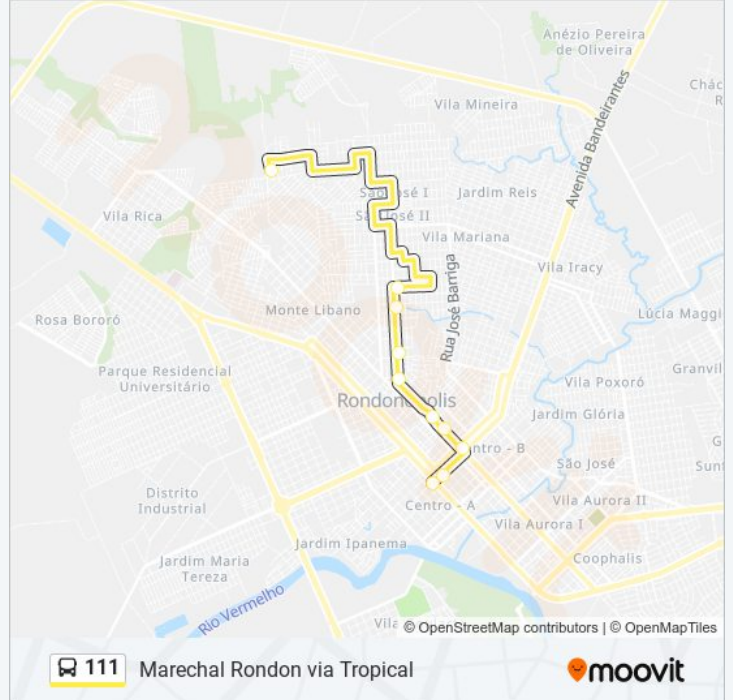 Anézio Pereira
de Oliveira
Chác
R
Vila Mineira
Avenida Bandeirantes
São José I
Jardim Reis
São José II
Vila Rica
Vila Mariana
Vila Iracy
Rua José Barriga
Monte Libano
Lúcia Maggi
Rosa Bororó
Parque Residencial
Universitário
Granvil
Vila Poxoró
Rondonópolis
Jardim Glória
Centro - B
G
Sunf
São José
Distrito
Industrial
Centro - A
Vila Aurora II
Vila Aurora I
Jardim Ipanema
Coophalis
Jardim Maria
Tereza
Rio Vermelho
Vila
© OpenStreetMap contributors | © OpenMapTiles
111 Marechal Rondon via Tropical
moovit